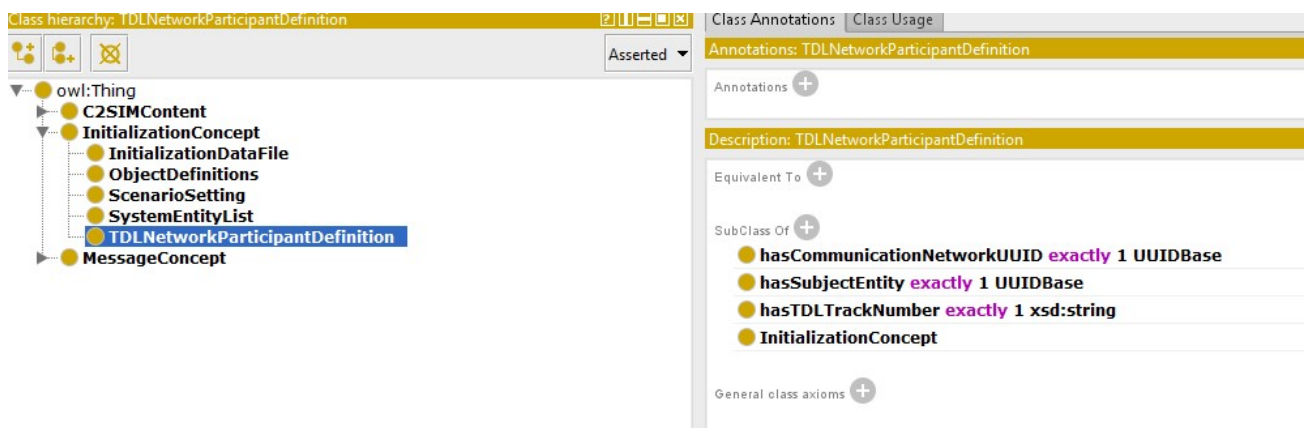 Class hierarchy: TDLNetworkParticipantDefinition
Asserted
owl:Thing
C2SIMContent
InitializationConcept
InitializationDataFile
ObjectDefinitions
ScenarioSetting
SystemEntityList
TDLNetworkParticipantDefinition
MessageConcept
Class Annotations Class Usage
Annotations: TDLNetworkParticipantDefinition
Annotations
Description: TDLNetworkParticipantDefinition
Equivalent To
SubClass Of
hasCommunicationNetworkUUID exactly 1 UUIDBase
hasSubjectEntity exactly 1 UUIDBase
hasTDLTrackNumber exactly 1 xsd:string
InitializationConcept
General class axioms